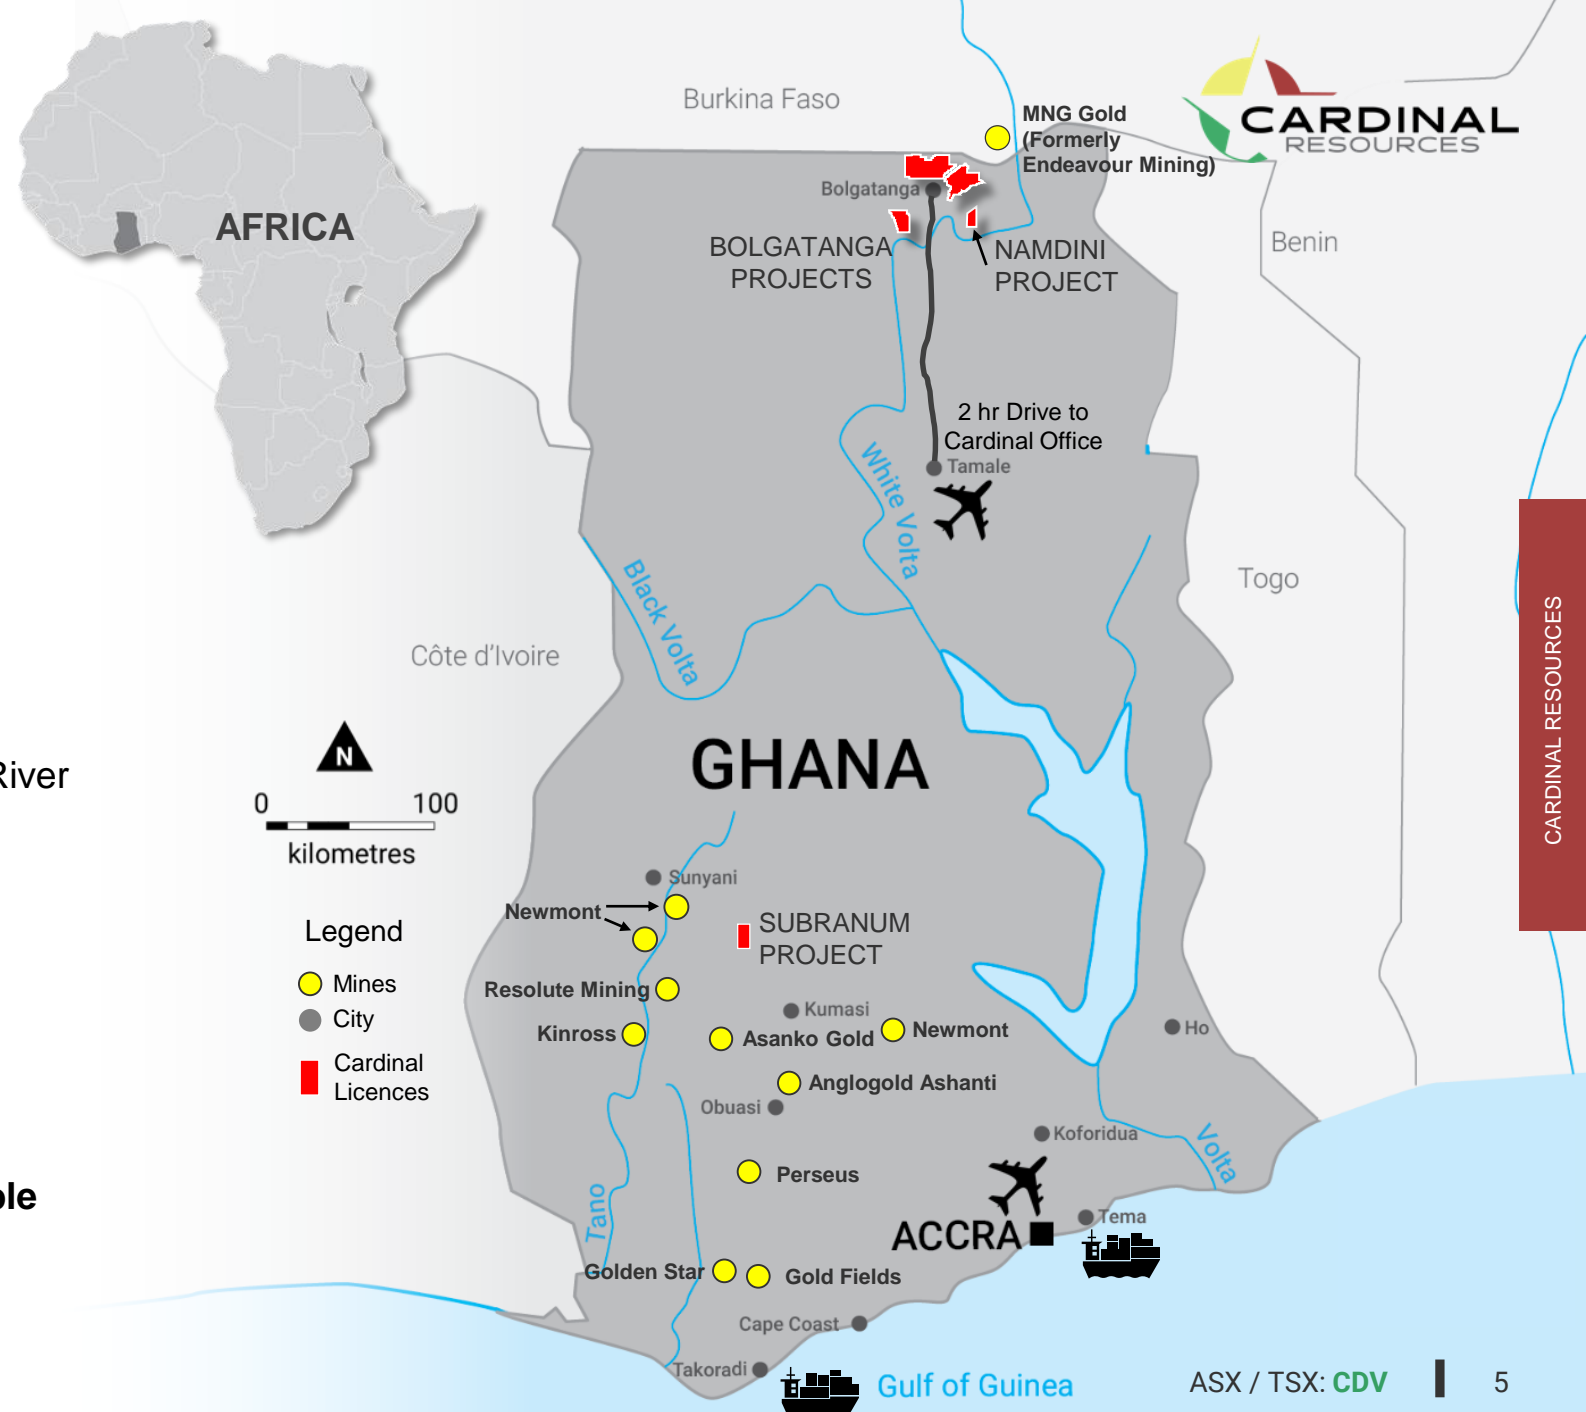 Burkina Faso
MNG Gold
(Formerly
Endeavour Mining)
CARDINAL
RESOURCES
AFRICA
Bolgatanga
BOLGATANGA
PROJECTS
NAMDINI
PROJECT
Benin
2 hr Drive to
Cardinal Office
Tamale
White Volta
Black Volta
Togo
Côte d'Ivoire
CARDINAL RESOURCES
GHANA
River
N
0 100
kilometres
Sunyani
Newmont
SUBRANUM
PROJECT
Legend
Mines
City
Cardinal
Licences
Resolute Mining
Kumasi
Kinross
Asanko Gold
Newmont
Ho
Anglogold Ashanti
Obuasi
Koforidua
Volta
Perseus
Tano
ACCRA
Tema
Golden Star
Gold Fields
Cape Coast
Takoradi
Gulf of Guinea
ASX / TSX: CDV
5